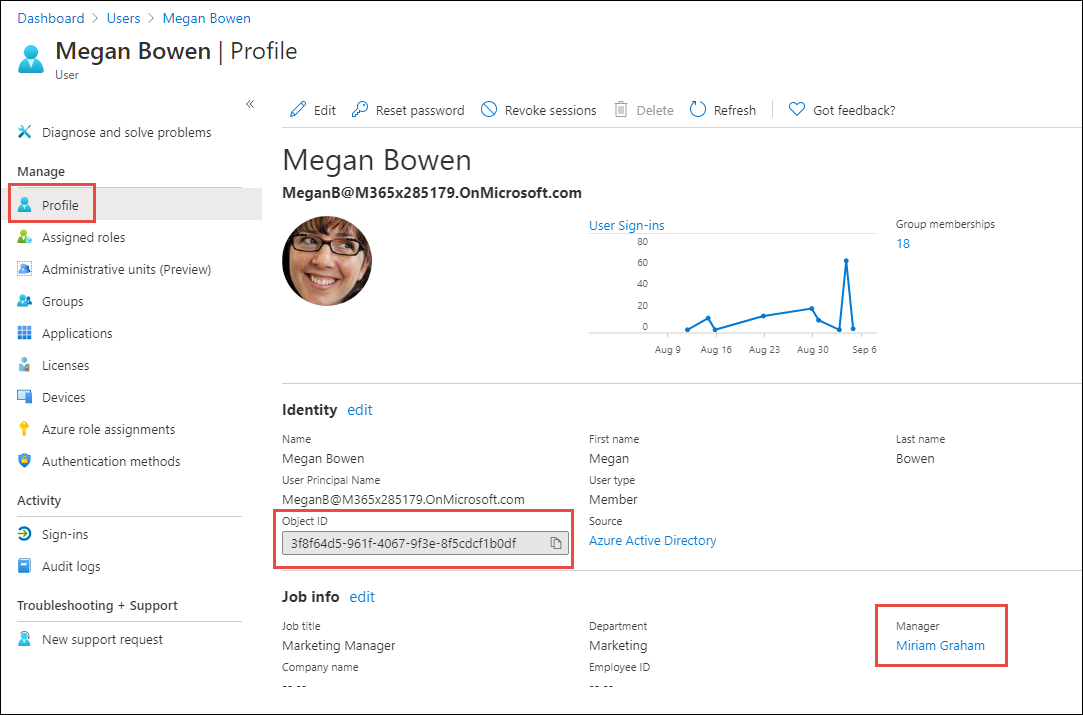 Dashboard > Users > Megan Bowen
Megan Bowen | Profile
User
«
Diagnose and solve problems
Manage
Profile
Assigned roles
Administrative units (Preview)
Groups
Applications
Licenses
Devices
Azure role assignments
Authentication methods
Activity
Sign-ins
Audit logs
Troubleshooting + Support
New support request
Edit Reset password Revoke sessions Delete Refresh Got feedback?
Megan Bowen
MeganB@M365x285179.OnMicrosoft.com
User Sign-ins
80
60
40
20
0
Aug 9 Aug 16 Aug 23 Aug 30 Sep 6
Group memberships
18
Identity edit
Name First name Last name
Megan Bowen Megan Bowen
User Principal Name User type
MeganB@M365x285179.OnMicrosoft.com Member
Object ID Source
3f8f64d5-961f-4067-9f3e-8f5cdcf1b0df Azure Active Directory
Job info edit
Job title Department Manager
Marketing Manager Marketing Miriam Graham
Company name Employee ID